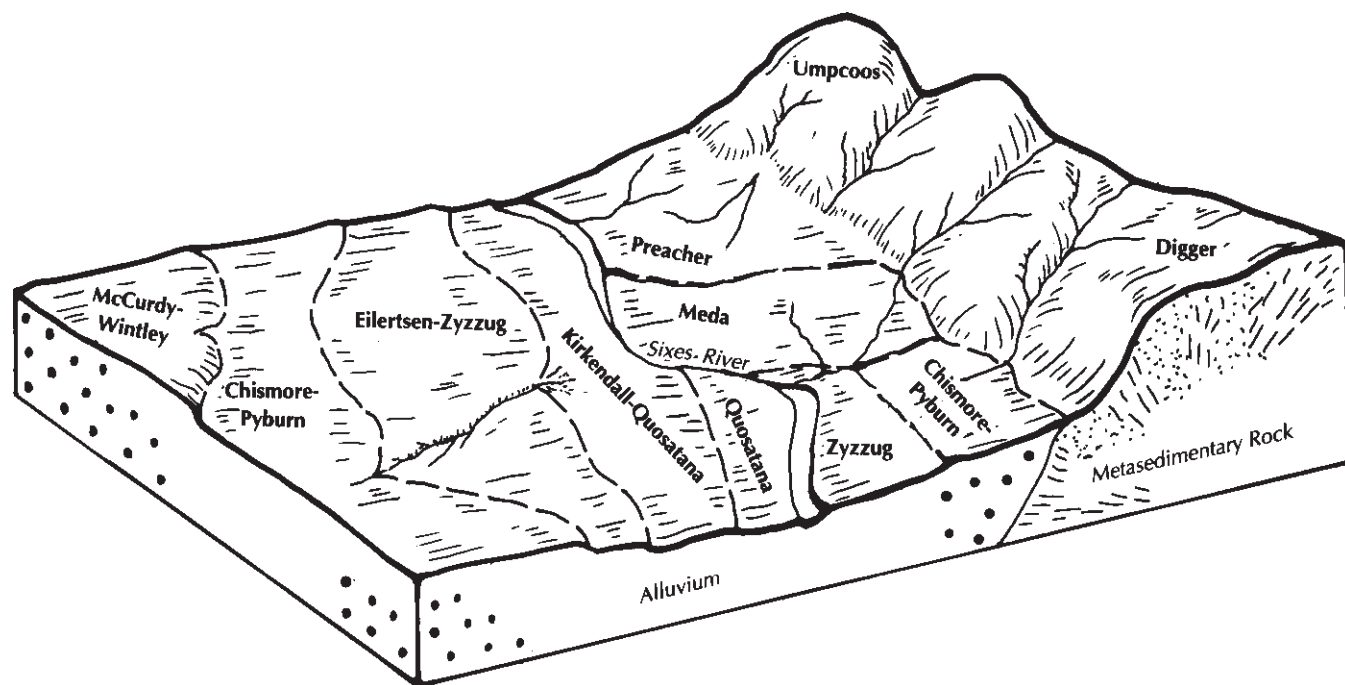 Umpcoos
Preacher
Digger
McCurdy-
Wintley
Eilertsen-Zyzzug
Meda
Sixes River
Kirkendall-Quosatana
Chismore-
Pyburn
Chismore-
Pyburn
Quosatana
Zyzzug
Metasedimentary Rock
Alluvium